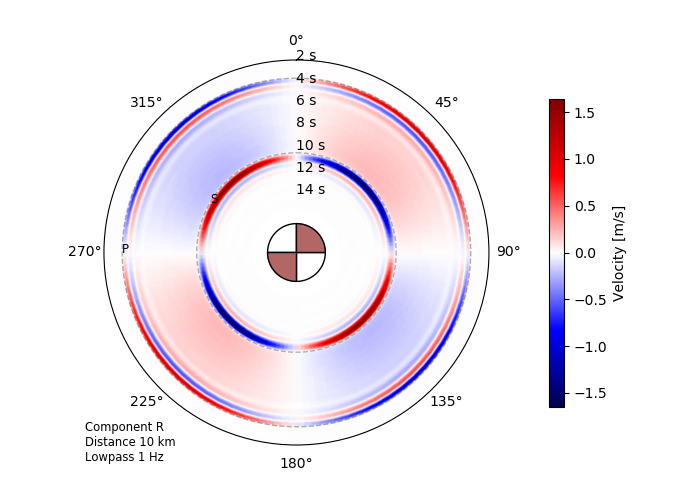 0°
2 s
4 s
6 s
8 s
10 s
12 s
14 s
315°
45°
S
270°
P
90°
225°
135°
180°
Component R
Distance 10 km
Lowpass 1 Hz
1.5
1.0
0.5
0.0
−0.5
−1.0
−1.5
Velocity [m/s]